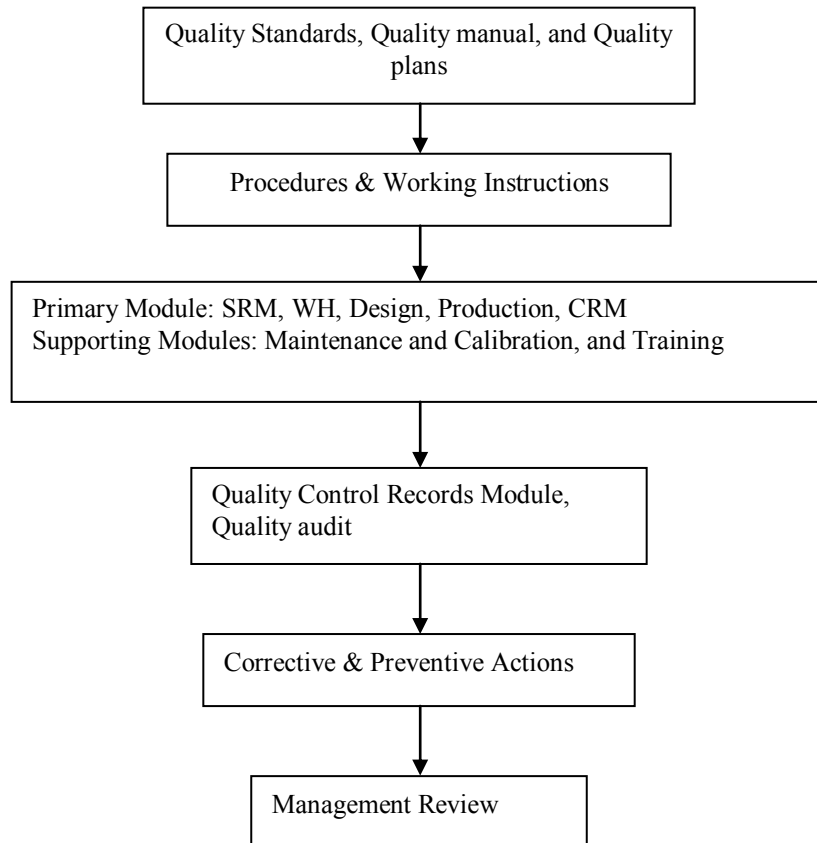 Quality Standards, Quality manual, and Quality
plans
Procedures & Working Instructions
Primary Module: SRM, WH, Design, Production, CRM
Supporting Modules: Maintenance and Calibration, and Training
Quality Control Records Module,
Quality audit
Corrective & Preventive Actions
Management Review